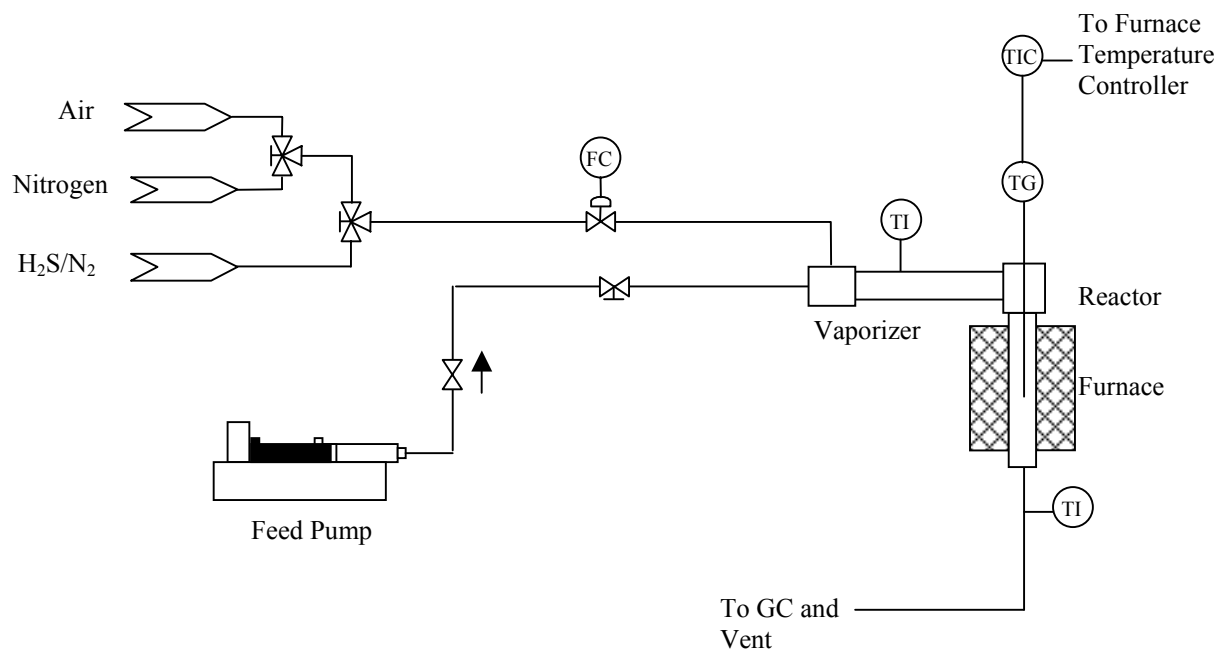 To Furnace
Temperature
Controller
TIC
Air
FC
Nitrogen
TG
TI
H₂S/N₂
Reactor
Vaporizer
Furnace
TI
Feed Pump
To GC and
Vent